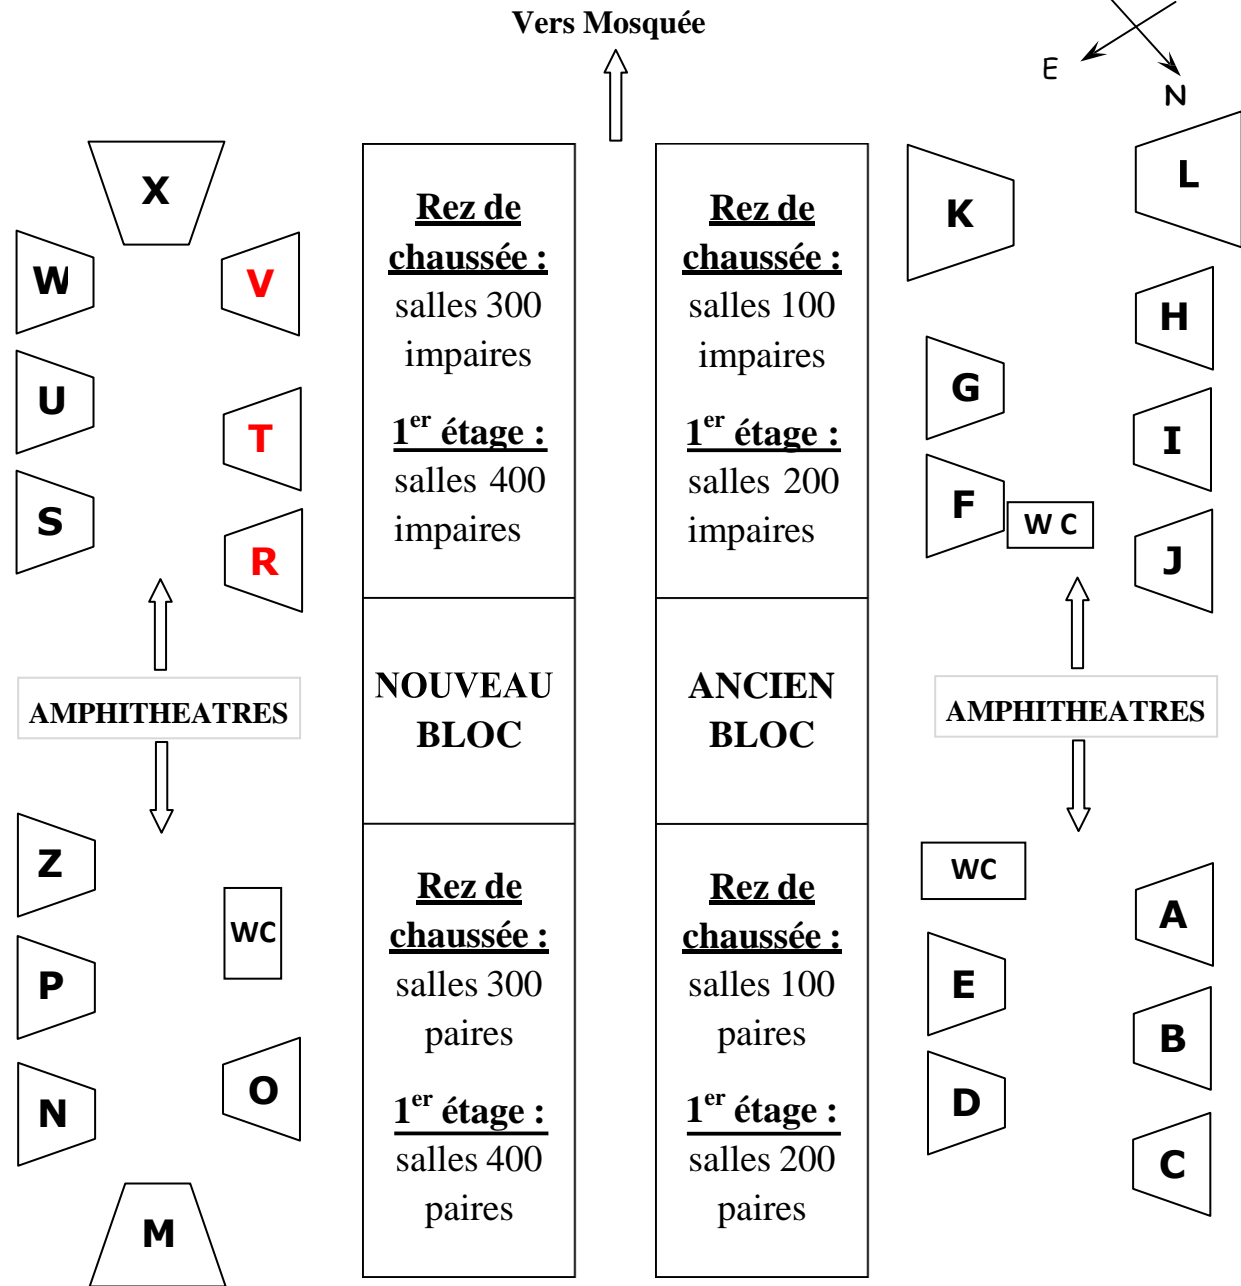 Vers Mosquée
E
N
X
W
V
U
T
S
R
AMPHITHEATRES
Z
WC
P
N
O
M
Rez de
chaussée :
salles 300
impaires
1er étage :
salles 400
impaires
NOUVEAU
BLOC
Rez de
chaussée :
salles 300
paires
1er étage :
salles 400
paires
Rez de
chaussée :
salles 100
impaires
1er étage :
salles 200
impaires
ANCIEN
BLOC
Rez de
chaussée :
salles 100
paires
1er étage :
salles 200
paires
L
K
H
G
I
F
W C
J
AMPHITHEATRES
WC
A
E
B
D
C